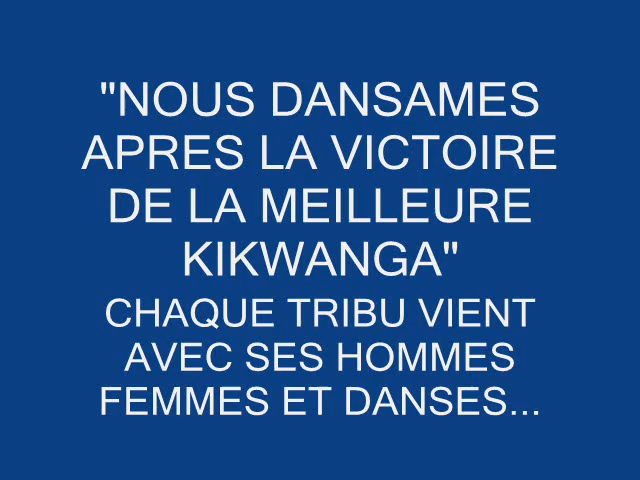 "NOUS DANSAMES
APRES LA VICTOIRE
DE LA MEILLEURE
KIKWANGA"
CHAQUE TRIBU VIENT
AVEC SES HOMMES
FEMMES ET DANSES...